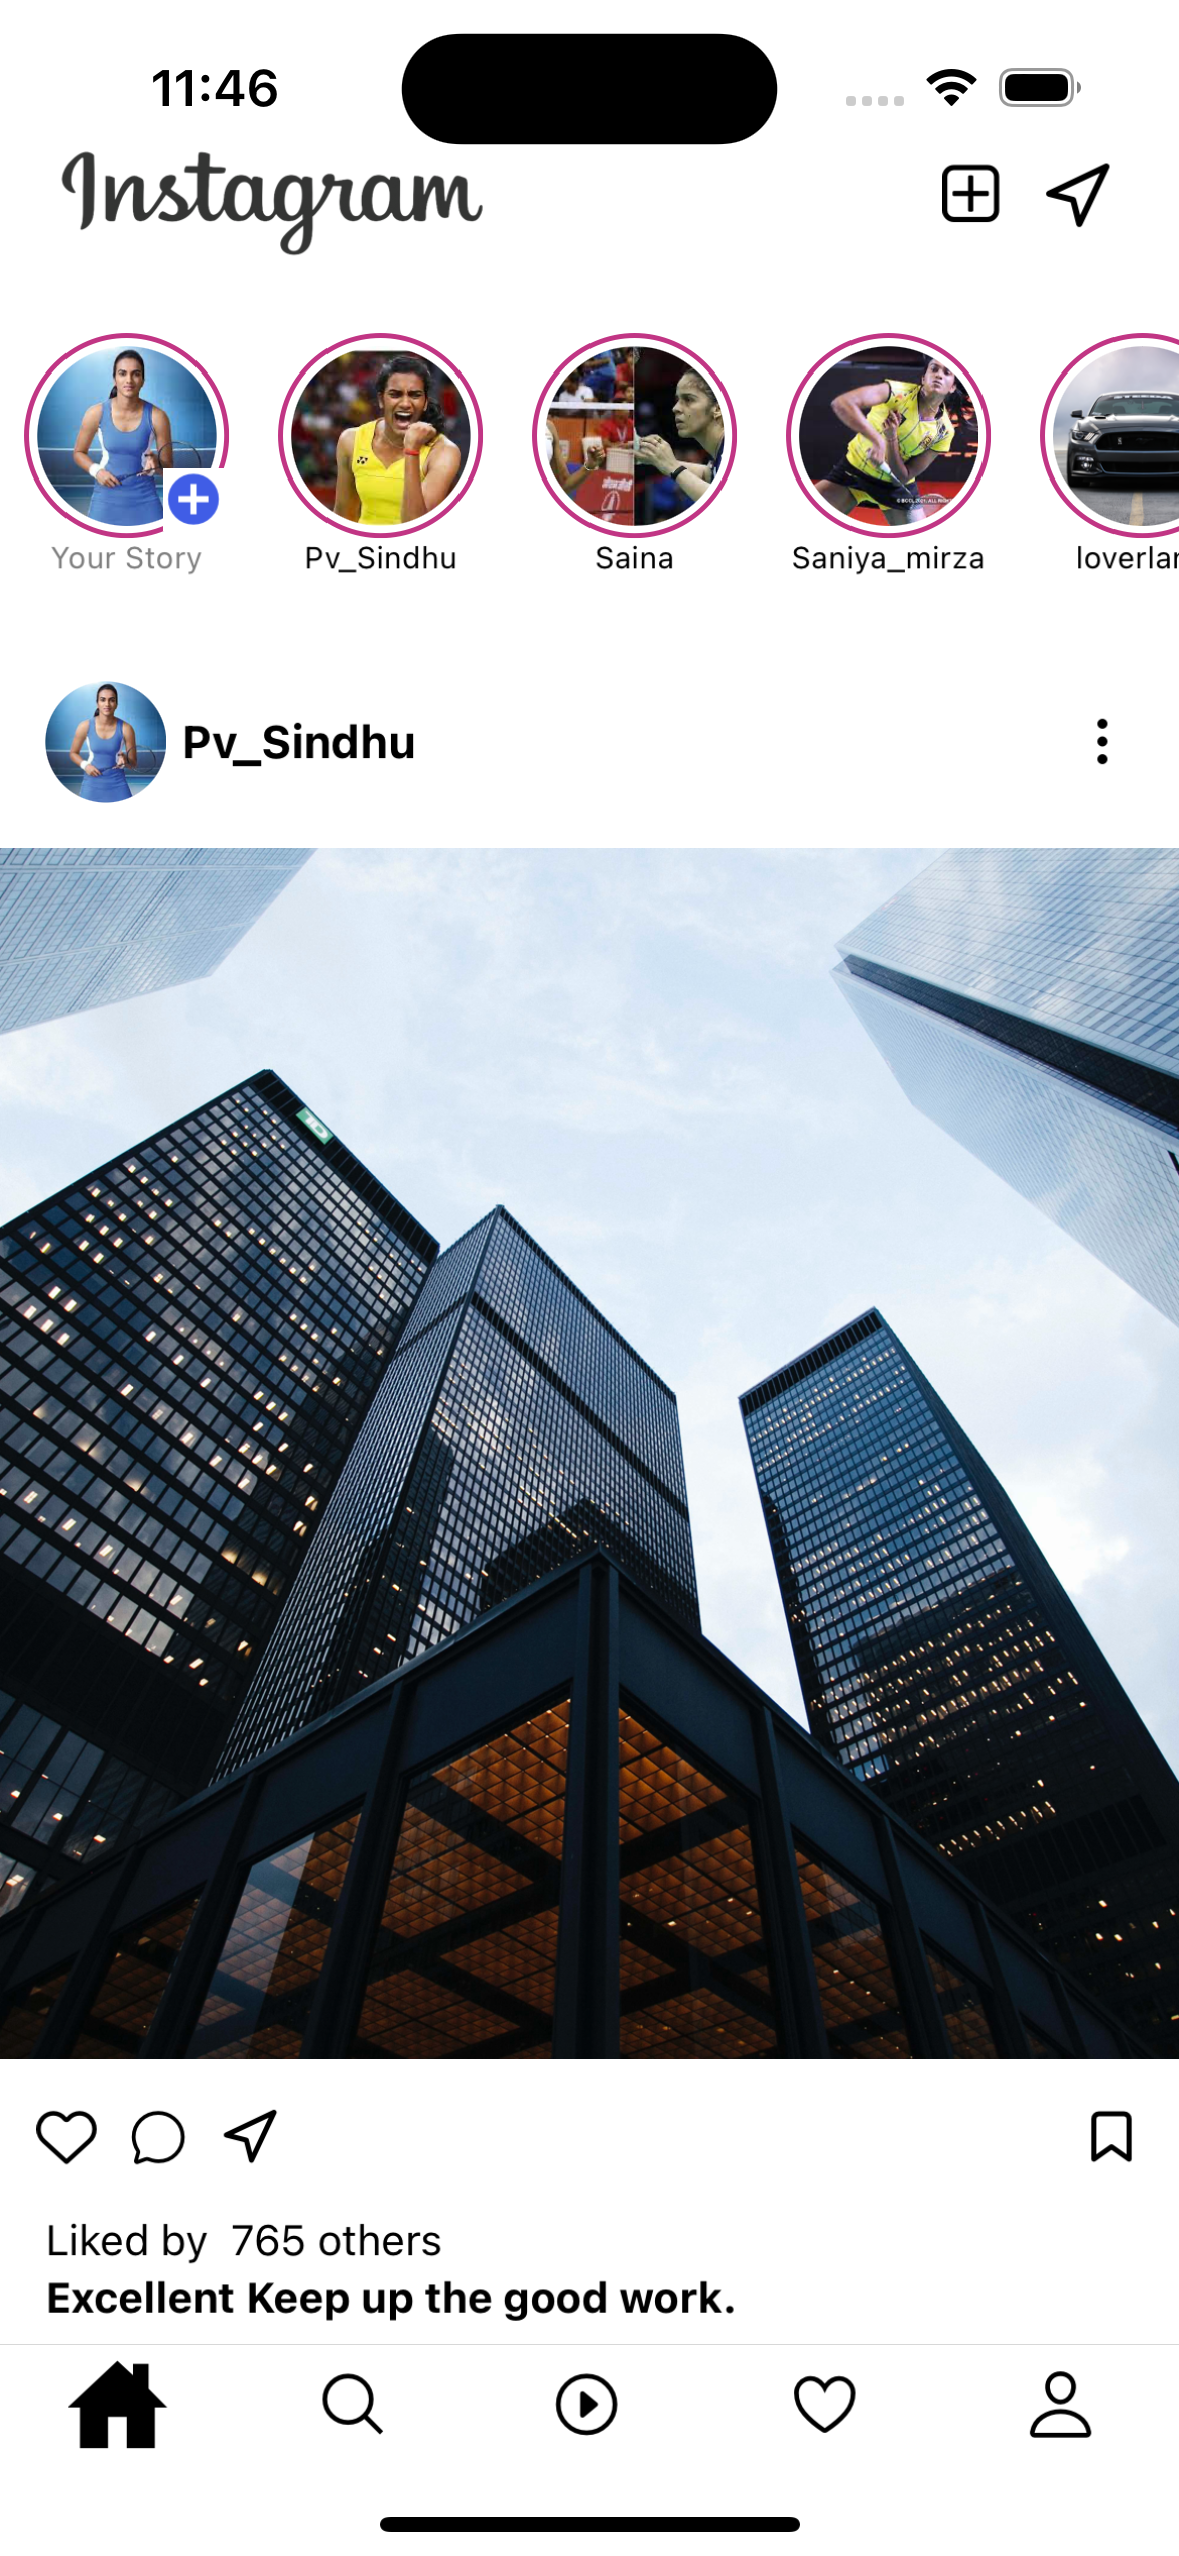 11:46
Instagram
Your Story
Pv_Sindhu
Saina
Saniya_mirza
Pv_Sindhu
TD
Liked by  765 others
Excellent Keep up the good work.